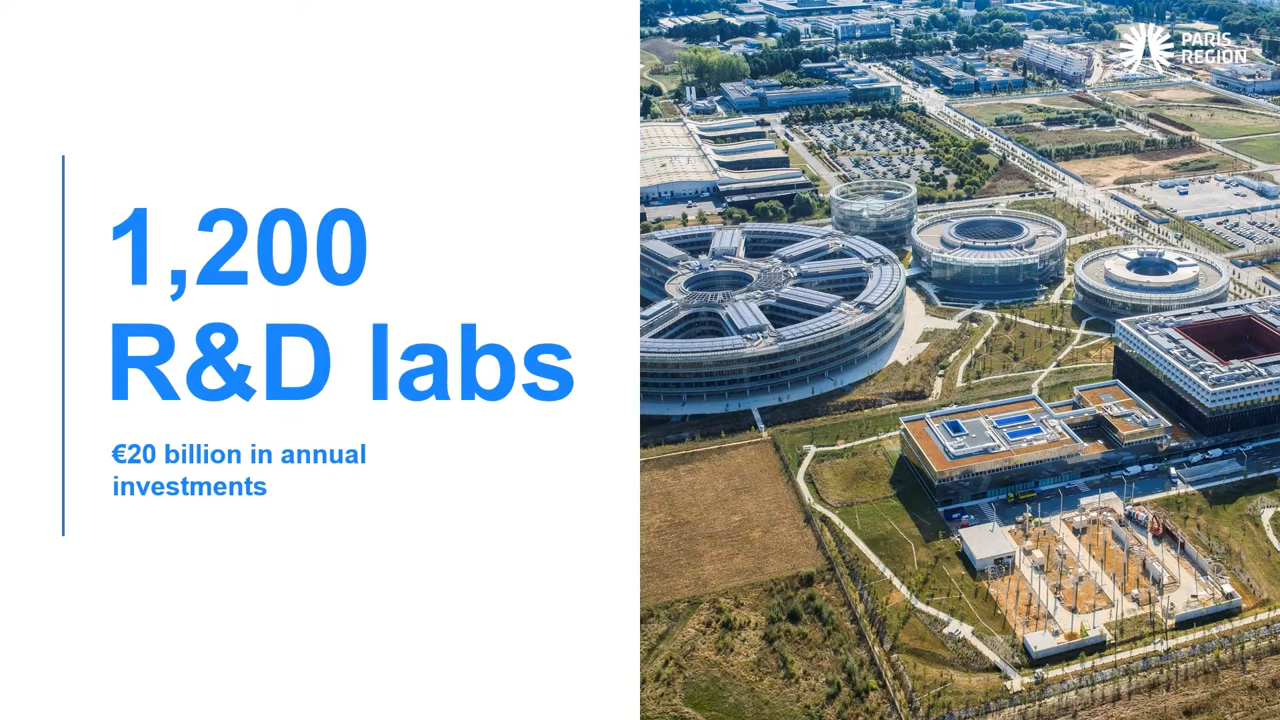 1,200
R&D labs
€20 billion in annual
investments
PARIS
REGION